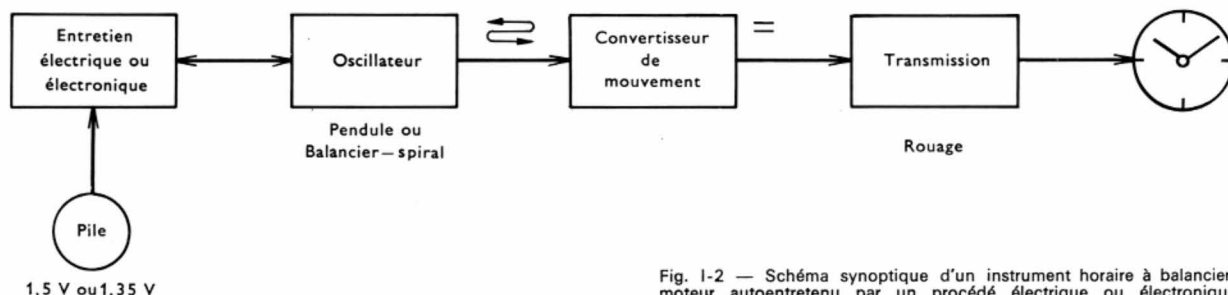 Entretien
électrique ou
électronique
Oscillateur
Convertisseur
de
mouvement
=
Transmission
Pendule ou
Balancier—spiral
Rouage
Pile
1,5 V ou 1,35 V
Fig. I-2 — Schéma synoptique d'un instrument horaire à balancier
moteur autoentretenu par un procédé électrique ou électronique